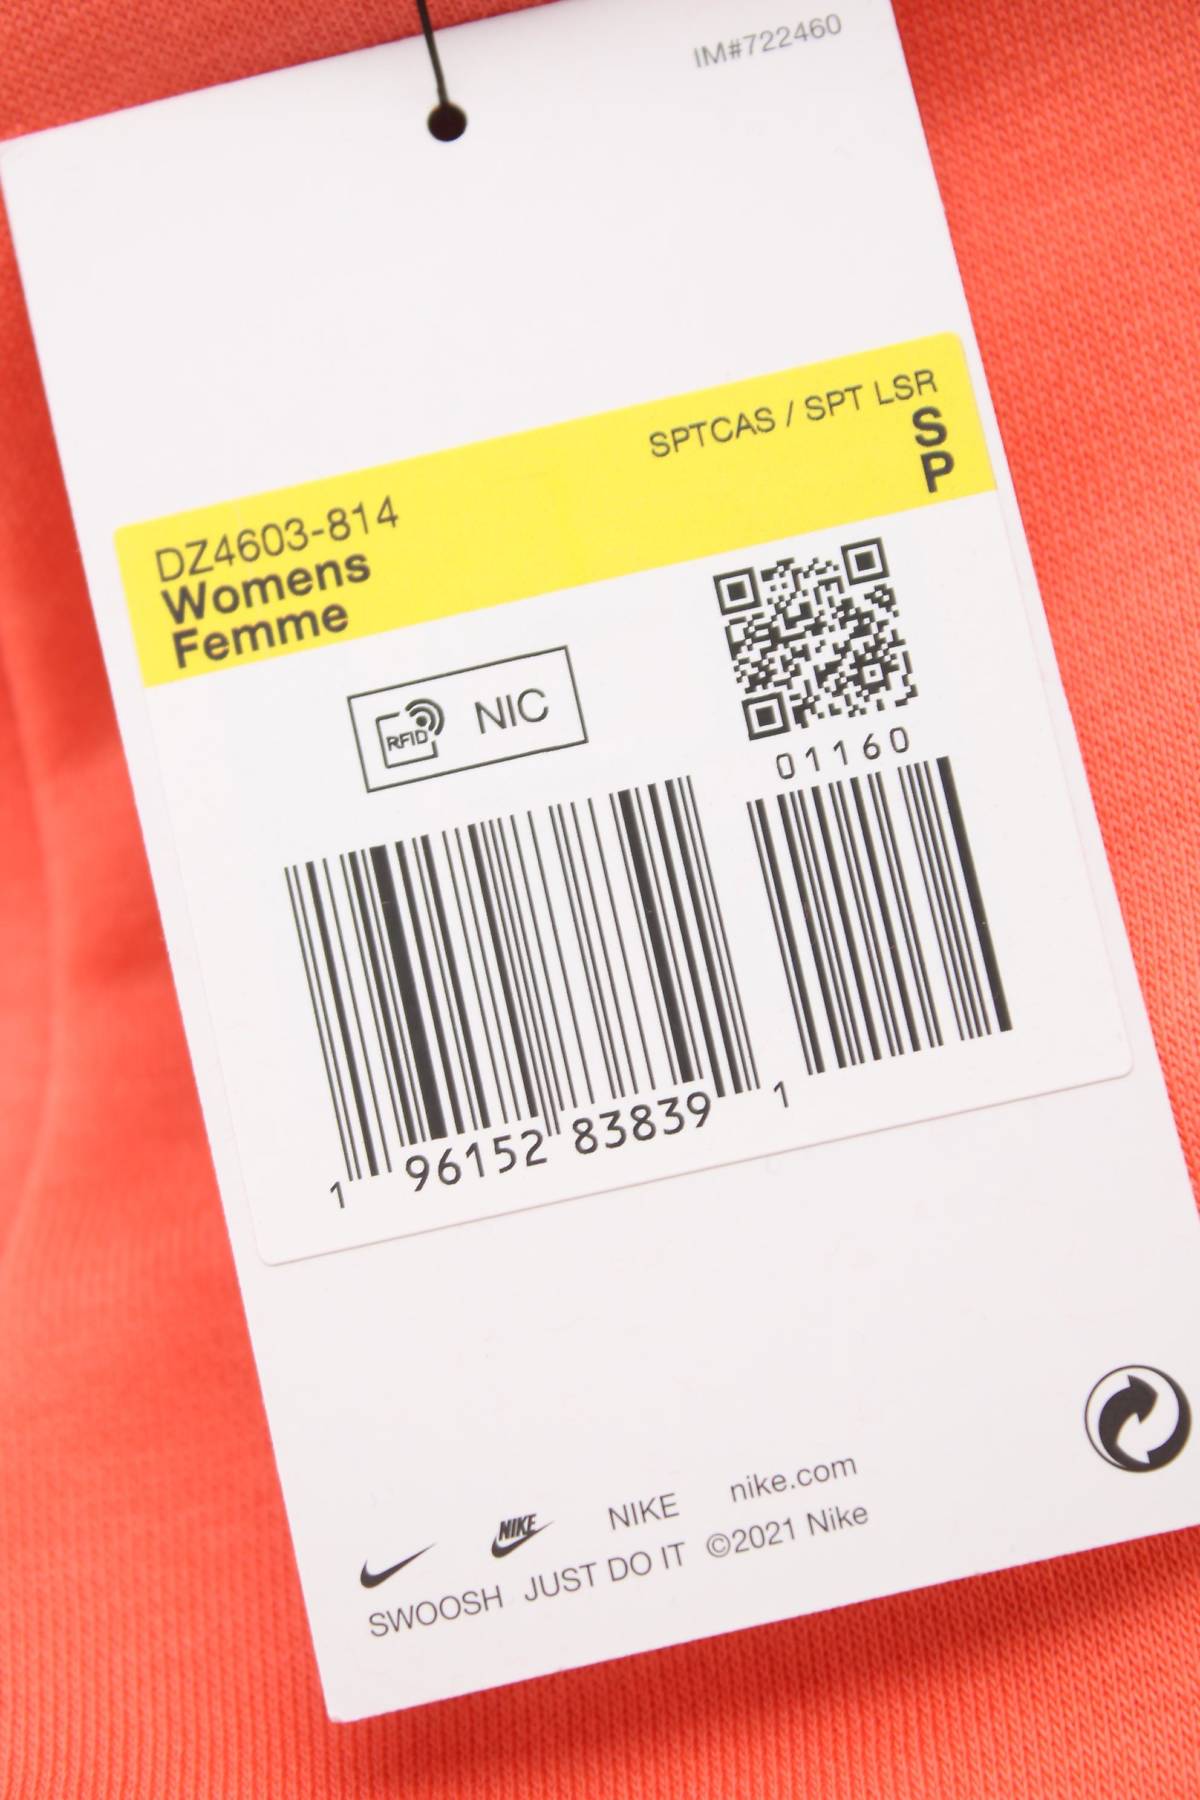 IM#722460
SPTCAS / SPT LSR
S
P
DZ4603-814
Womens
Femme
RFID NIC
01160
1 96152 83839 1
NIKE NIKE nike.com
SWOOSH JUST DO IT ©2021 Nike